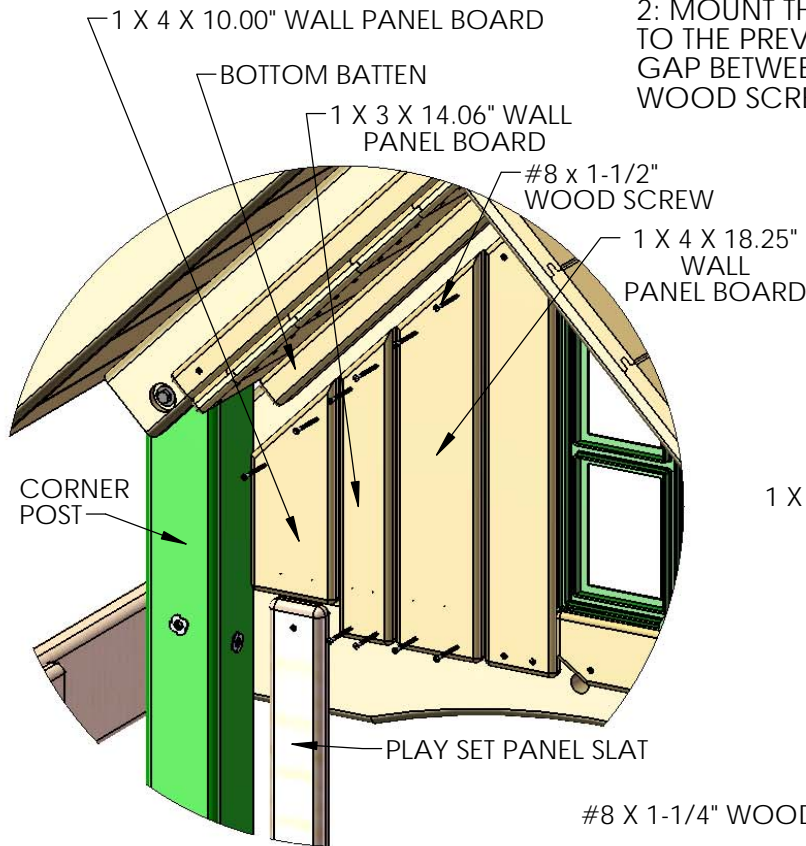 1 X 4 X 10.00" WALL PANEL BOARD
BOTTOM BATTEN
1 X 3 X 14.06" WALL
PANEL BOARD
#8 x 1-1/2"
WOOD SCREW
1 X 4 X 18.25"
WALL
PANEL BOARD
CORNER
POST
PLAY SET PANEL SLAT
2: MOUNT TH
TO THE PREV
GAP BETWEE
WOOD SCRE
1 X
#8 X 1-1/4" WOOD